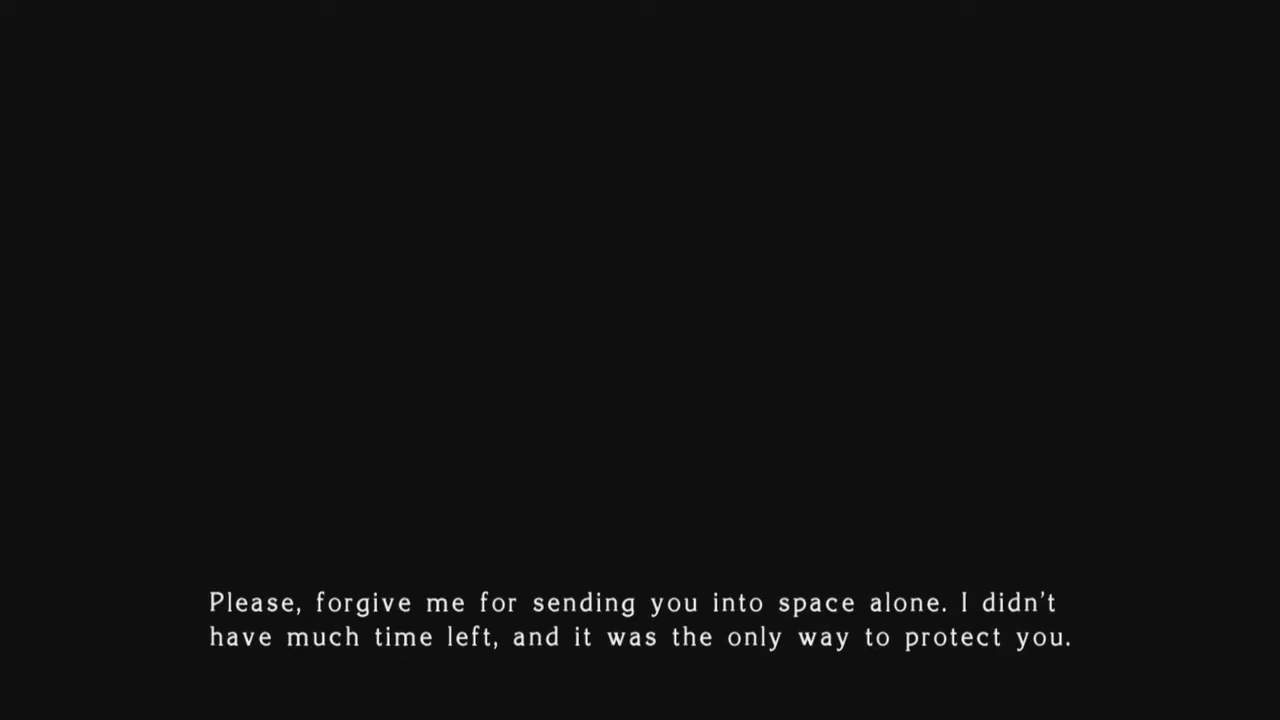 Please, forgive me for sending you into space alone. I didn’t
have much time left, and it was the only way to protect you.